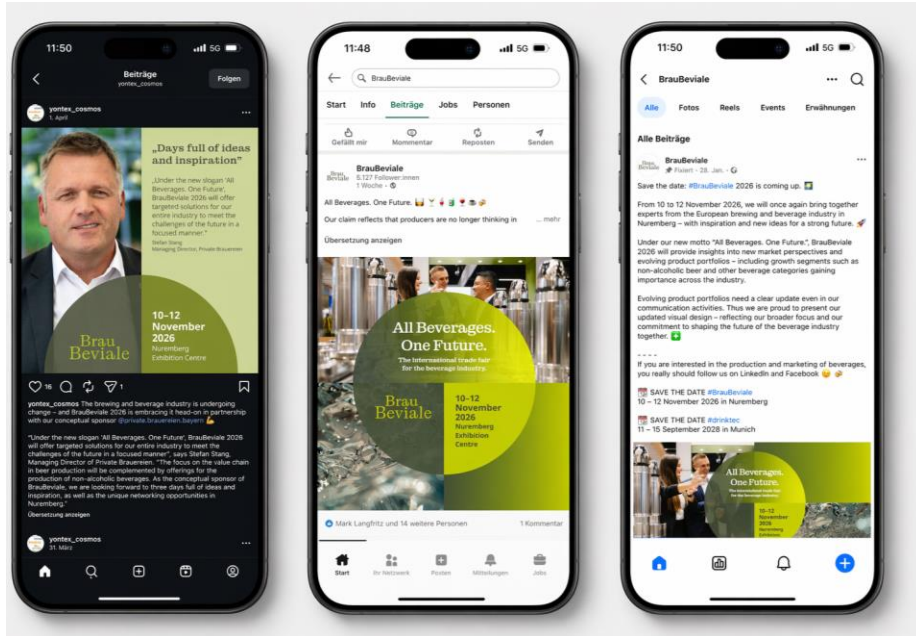 11:50
5G
Beiträge
yontex_cosmos
Folgen
yontex_cosmos
1. April
„Days full of ideas
and inspiration”
„Under the new slogan 'All
Beverages. One Future',
BrauBeviale 2026 will offer
targeted solutions for our
entire industry to meet the
challenges of the future in a
focused manner.”
Stefan Stang
Managing Director, Private Brauereien
Brau
Beviale
10–12
November
2026
Nuremberg
Exhibition Centre
16
1
yontex_cosmos The brewing and beverage industry is undergoing
change – and BrauBeviale 2026 is embracing it head-on in partnership
with our conceptual sponsor @private.brauereien.bayern
"Under the new slogan 'All Beverages. One Future', BrauBeviale 2026
will offer targeted solutions for our entire industry to meet the
challenges of the future in a focused manner", says Stefan Stang,
Managing Director of Private Brauereien. "The focus on the value chain
in beer production will be complemented by offerings for the
production of non-alcoholic beverages. As the conceptual sponsor of
BrauBeviale, we are looking forward to three days full of ideas and
inspiration, as well as the unique networking opportunities in
Nuremberg."
Übersetzung anzeigen
yontex_cosmos
31. März
11:48
5G
BrauBeviale
Start Info Beiträge Jobs Personen
Gefällt mir Mommentar Reposten Senden
Brau
Beviale
BrauBeviale
5.127 Follower:innen
1 Woche •
All Beverages. One Future.
Our claim reflects that producers are no longer thinking in ... mehr
Übersetzung anzeigen
All Beverages.
One Future.
The international trade fair
for the beverage industry.
Brau
Beviale
10–12
November
2026
Nuremberg
Exhibition
Centre
Mark Langfritz und 14 weitere Personen 1 Kommentar
Start Ihr Netzwerk Posten Mitteilungen Jobs
11:50
5G
BrauBeviale
Alle Fotos Reels Events Erwähnungen
Alle Beiträge
Brau
Beviale
BrauBeviale
Fixiert · 28. Jan. ·
Save the date: #BrauBeviale 2026 is coming up.
From 10 to 12 November 2026, we will once again bring together
experts from the European brewing and beverage industry in
Nuremberg – with inspiration and new ideas for a strong future.
Under our new motto "All Beverages. One Future.", BrauBeviale
2026 will provide insights into new market perspectives and
evolving product portfolios – including growth segments such as
non-alcoholic beer and other beverage categories gaining
importance across the industry.
Evolving product portfolios need a clear update even in our
communication activities. Thus we are proud to present our
updated visual design – reflecting our broader focus and our
commitment to shaping the future of the beverage industry
together.
- - - -
If you are interested in the production and marketing of beverages,
you really should follow us on LinkedIn and Facebook
SAVE THE DATE #BrauBeviale
10 – 12 November 2026 in Nuremberg
SAVE THE DATE #drinktec
11 – 15 September 2028 in Munich
All Beverages.
One Future.
The international trade fair
for the beverage industry.
10–12
November
2026
Nuremberg
Exhibition